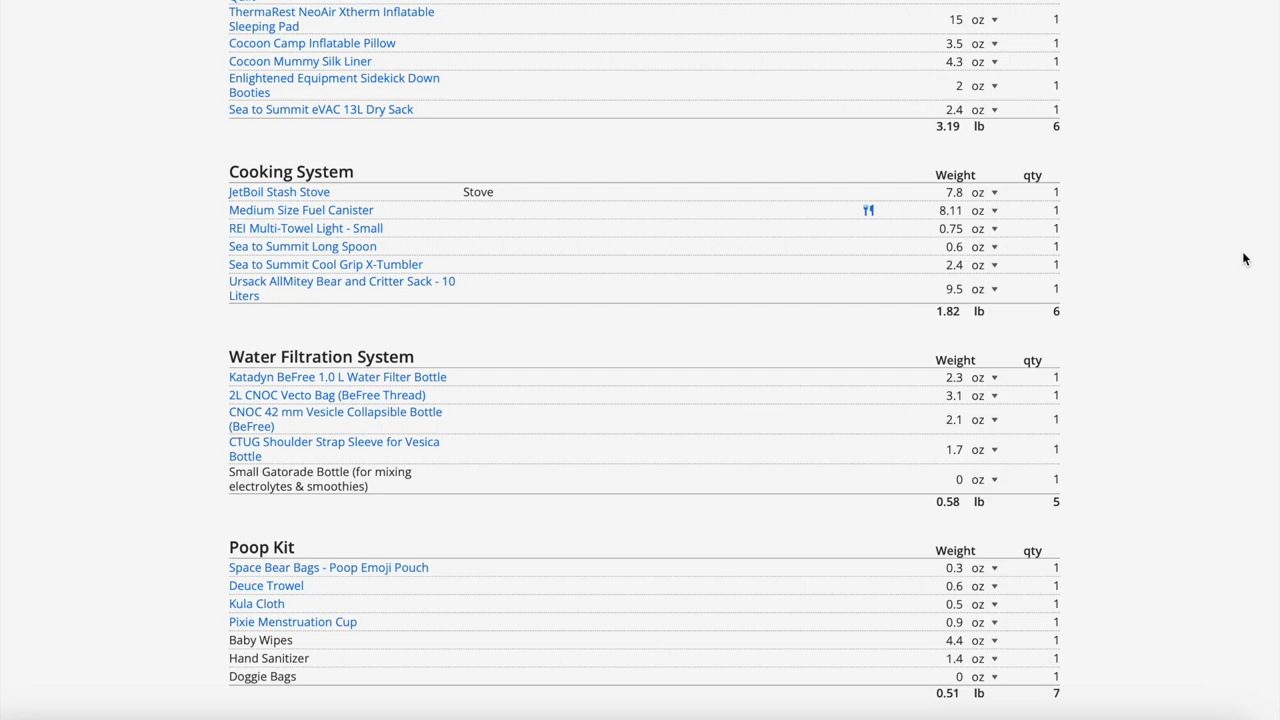 ThermaRest NeoAir Xtherm Inflatable
Sleeping Pad 15 oz 1
Cocoon Camp Inflatable Pillow 3.5 oz 1
Cocoon Mummy Silk Liner 4.3 oz 1
Enlightened Equipment Sidekick Down
Booties 2 oz 1
Sea to Summit eVAC 13L Dry Sack 2.4 oz 1
3.19 lb 6
Cooking System Weight qty
JetBoil Stash Stove Stove 7.8 oz 1
Medium Size Fuel Canister 8.11 oz 1
REI Multi-Towel Light - Small 0.75 oz 1
Sea to Summit Long Spoon 0.6 oz 1
Sea to Summit Cool Grip X-Tumbler 2.4 oz 1
Ursack AllMitey Bear and Critter Sack - 10
Liters 9.5 oz 1
1.82 lb 6
Water Filtration System Weight qty
Katadyn BeFree 1.0 L Water Filter Bottle 2.3 oz 1
2L CNOC Vecto Bag (BeFree Thread) 3.1 oz 1
CNOC 42 mm Vesicle Collapsible Bottle
(BeFree) 2.1 oz 1
CTUG Shoulder Strap Sleeve for Vesica
Bottle 1.7 oz 1
Small Gatorade Bottle (for mixing
electrolytes & smoothies) 0 oz 1
0.58 lb 5
Poop Kit Weight qty
Space Bear Bags - Poop Emoji Pouch 0.3 oz 1
Deuce Trowel 0.6 oz 1
Kula Cloth 0.5 oz 1
Pixie Menstruation Cup 0.9 oz 1
Baby Wipes 4.4 oz 1
Hand Sanitizer 1.4 oz 1
Doggie Bags 0 oz 1
0.51 lb 7